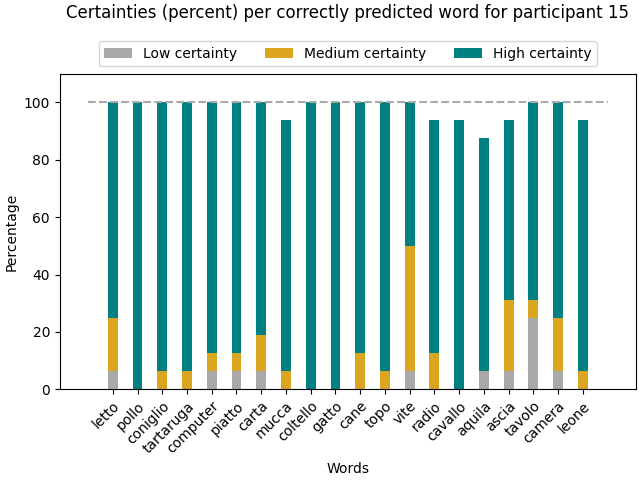 Certainties (percent) per correctly predicted word for participant 15
Low certainty Medium certainty High certainty
100
80
60
40
20
0
Percentage
letto pollo coniglio tartaruga computer piatto carta mucca coltello gatto cane topo vite radio cavallo aquila ascia tavolo camera leone
Words